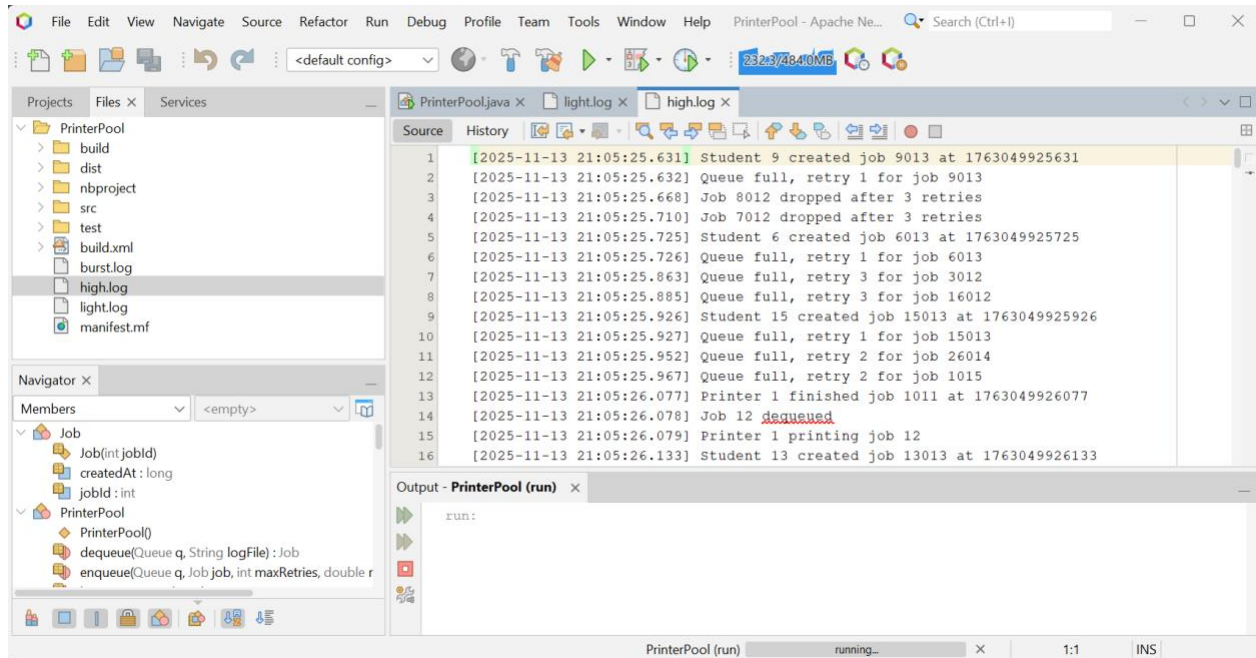 File Edit View Navigate Source Refactor Run Debug Profile Team Tools Window Help PrinterPool - Apache Ne... Search (Ctrl+I)
<default config> 232.3/484.0MB
Projects Files Services
PrinterPool
build
dist
nbproject
src
test
build.xml
burst.log
high.log
light.log
manifest.mf
Navigator
Members <empty>
Job
Job(int jobId)
createdAt : long
jobId : int
PrinterPool
PrinterPool()
dequeue(Queue q, String logFile) : Job
enqueue(Queue q, Job job, int maxRetries, double r
PrinterPool.java light.log high.log
Source History
1 [2025-11-13 21:05:25.631] Student 9 created job 9013 at 1763049925631
2 [2025-11-13 21:05:25.632] Queue full, retry 1 for job 9013
3 [2025-11-13 21:05:25.668] Job 8012 dropped after 3 retries
4 [2025-11-13 21:05:25.710] Job 7012 dropped after 3 retries
5 [2025-11-13 21:05:25.725] Student 6 created job 6013 at 1763049925725
6 [2025-11-13 21:05:25.726] Queue full, retry 1 for job 6013
7 [2025-11-13 21:05:25.863] Queue full, retry 3 for job 3012
8 [2025-11-13 21:05:25.885] Queue full, retry 3 for job 16012
9 [2025-11-13 21:05:25.926] Student 15 created job 15013 at 1763049925926
10 [2025-11-13 21:05:25.927] Queue full, retry 1 for job 15013
11 [2025-11-13 21:05:25.952] Queue full, retry 2 for job 26014
12 [2025-11-13 21:05:25.967] Queue full, retry 2 for job 1015
13 [2025-11-13 21:05:26.077] Printer 1 finished job 1011 at 1763049926077
14 [2025-11-13 21:05:26.078] Job 12 dequeued
15 [2025-11-13 21:05:26.079] Printer 1 printing job 12
16 [2025-11-13 21:05:26.133] Student 13 created job 13013 at 1763049926133
Output - PrinterPool (run)
run:
PrinterPool (run) running... 1:1 INS